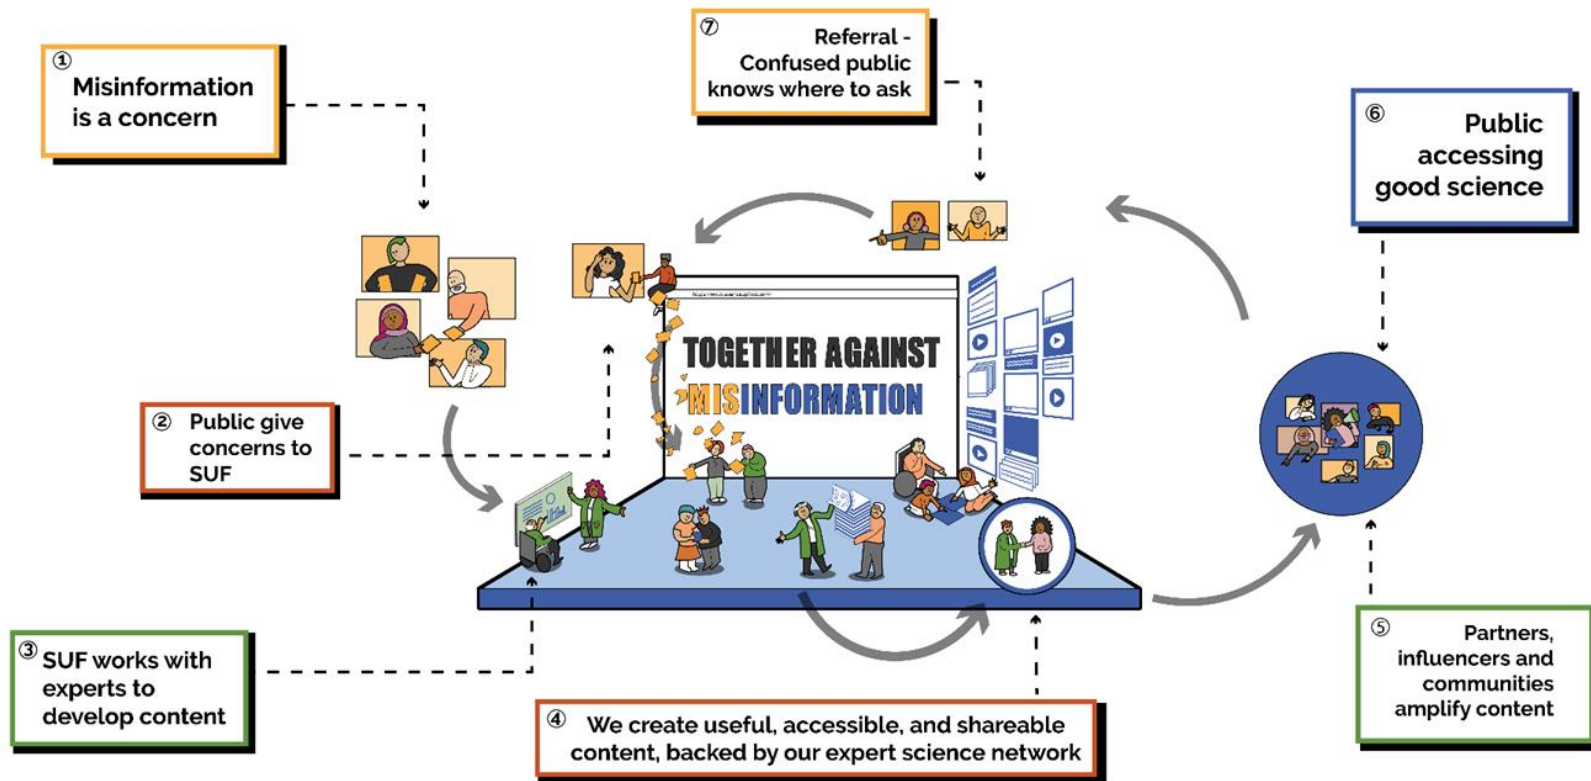 ①
Misinformation
is a concern
②
Public give
concerns to
SUF
③
SUF works with
experts to
develop content
④
We create useful, accessible, and shareable
content, backed by our expert science network
⑤
Partners,
influencers and
communities
amplify content
⑥
Public
accessing
good science
⑦
Referral -
Confused public
knows where to ask
TOGETHER AGAINST
MISINFORMATION